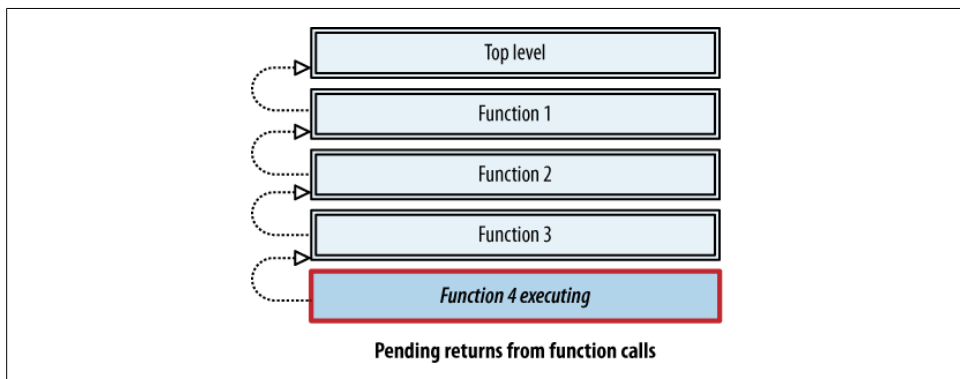 Top level
Function 1
Function 2
Function 3
Function 4 executing
Pending returns from function calls